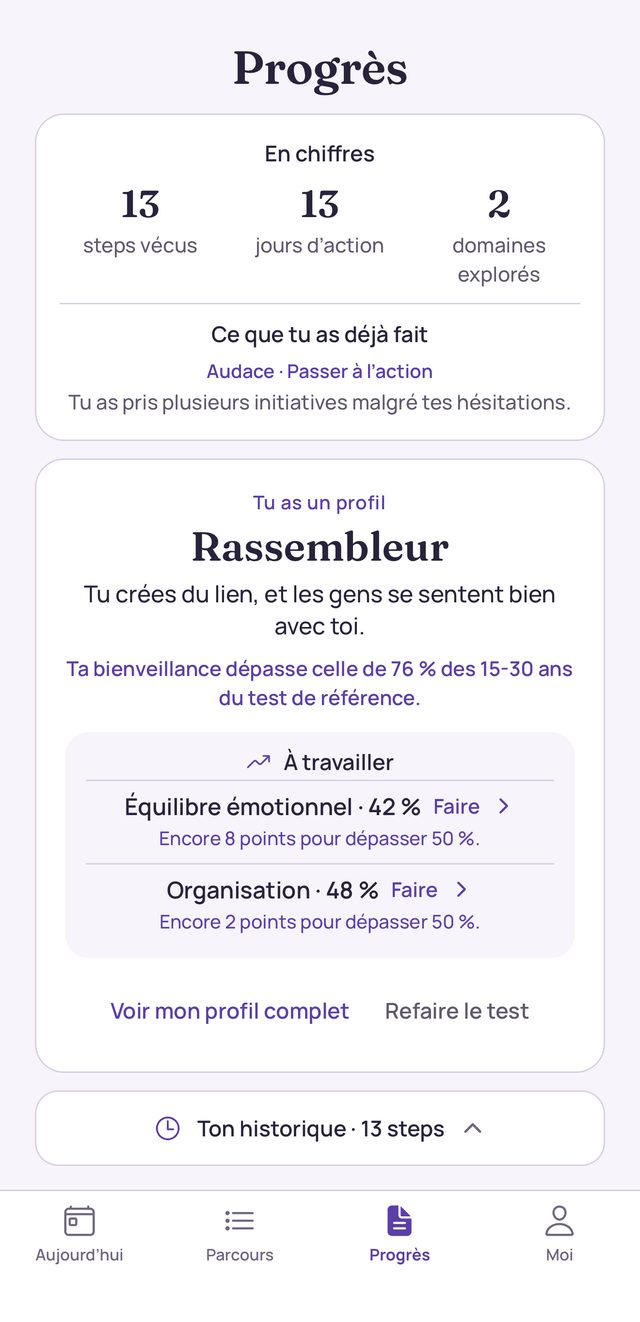 Progrès
En chiffres
13
13
2
steps vécus
jours d’action
domaines
explorés
Ce que tu as déjà fait
Audace · Passer à l’action
Tu as pris plusieurs initiatives malgré tes hésitations.
Tu as un profil
Rassembleur
Tu crées du lien, et les gens se sentent bien
avec toi.
Ta bienveillance dépasse celle de 76 % des 15-30 ans
du test de référence.
À travailler
Équilibre émotionnel · 42 % Faire
Encore 8 points pour dépasser 50 %.
Organisation · 48 % Faire
Encore 2 points pour dépasser 50 %.
Voir mon profil complet
Refaire le test
Ton historique · 13 steps
Aujourd’hui
Parcours
Progrès
Moi